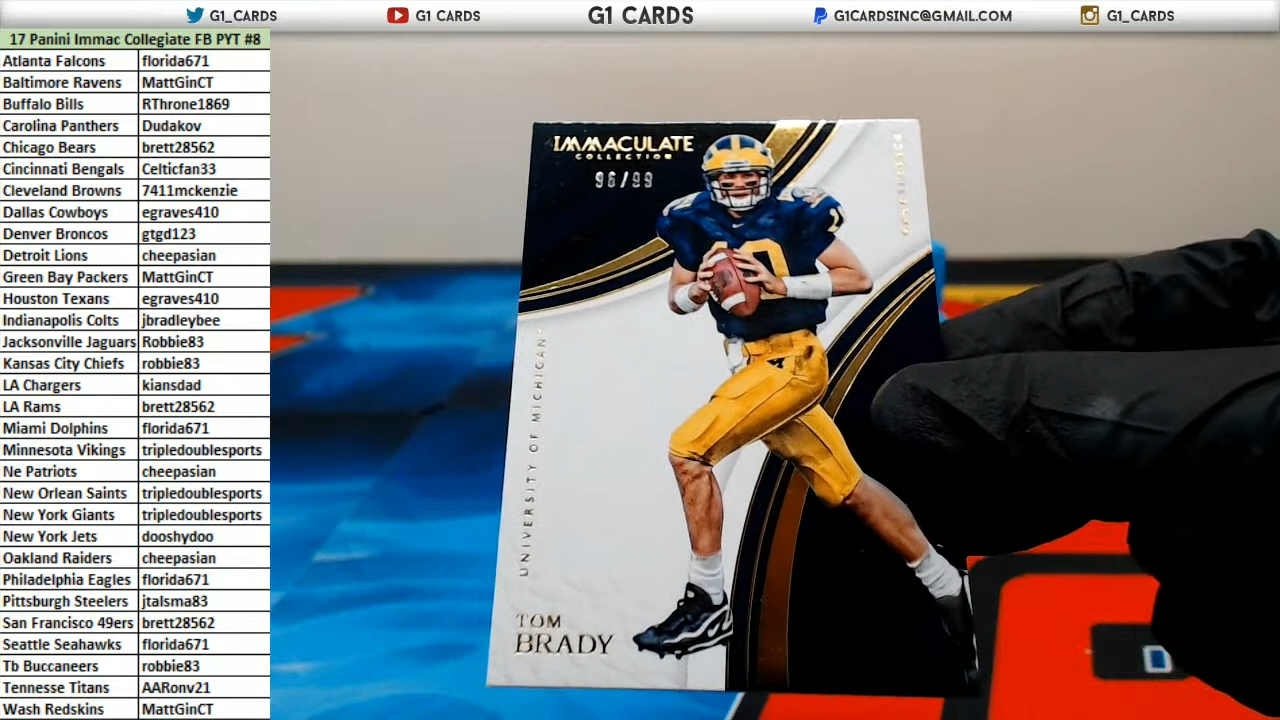 G1_CARDS
G1 CARDS
G1 CARDS
G1CARDSINC@GMAIL.COM
G1_CARDS
17 Panini Immac Collegiate FB PYT #8
Atlanta Falcons florida671
Baltimore Ravens MattGinCT
Buffalo Bills RThrone1869
Carolina Panthers Dudakov
Chicago Bears brett28562
Cincinnati Bengals Celticfan33
Cleveland Browns 7411mckenzie
Dallas Cowboys egraves410
Denver Broncos gtgd123
Detroit Lions cheepasian
Green Bay Packers MattGinCT
Houston Texans egraves410
Indianapolis Colts jbradleybee
Jacksonville Jaguars Robbie83
Kansas City Chiefs robbie83
LA Chargers kiansdad
LA Rams brett28562
Miami Dolphins florida671
Minnesota Vikings tripledoublesports
Ne Patriots cheepasian
New Orlean Saints tripledoublesports
New York Giants tripledoublesports
New York Jets dooshydoo
Oakland Raiders cheepasian
Philadelphia Eagles florida671
Pittsburgh Steelers jtalsma83
San Francisco 49ers brett28562
Seattle Seahawks florida671
Tb Buccaneers robbie83
Tennesse Titans AARonv21
Wash Redskins MattGinCT
IMMACULATE
COLLECTION
96/99
10
UNIVERSITY OF MICHIGAN
TOM
BRADY